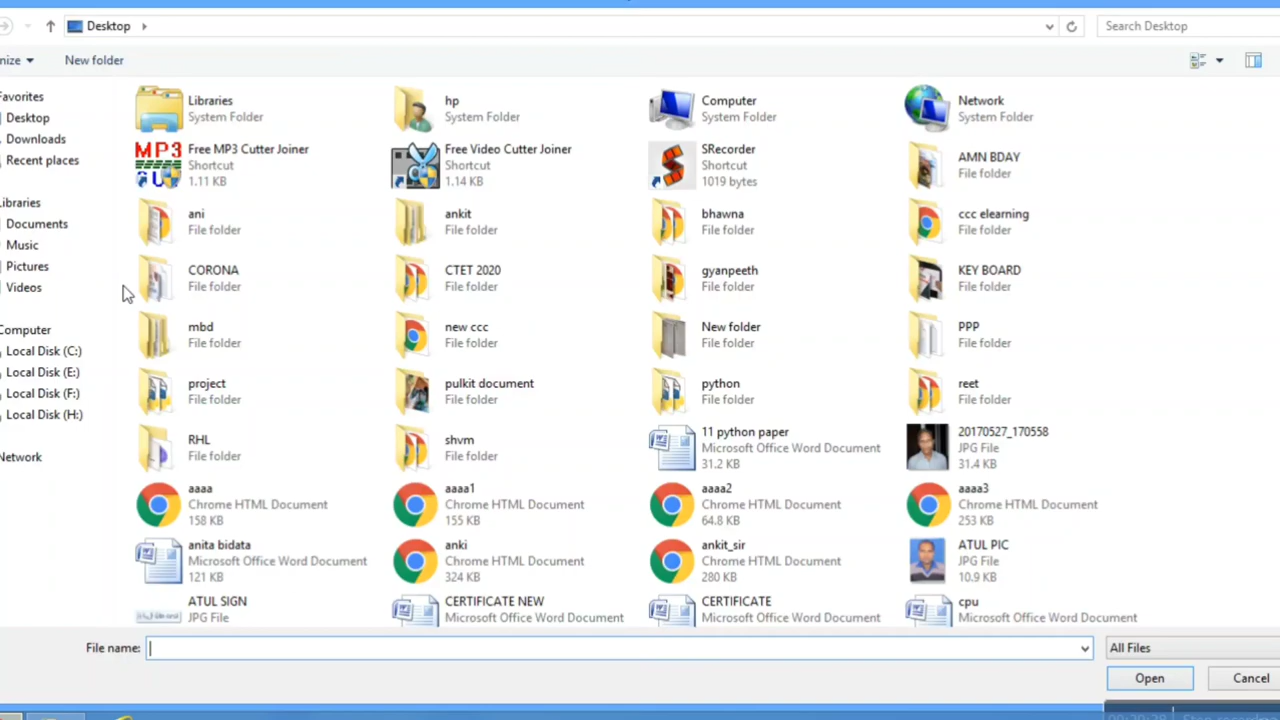 Desktop
Search Desktop
nize
New folder
Favorites
Desktop
Downloads
Recent places
Libraries
Documents
Music
Pictures
Videos
Computer
Local Disk (C:)
Local Disk (E:)
Local Disk (F:)
Local Disk (H:)
Network
Libraries
System Folder
hp
System Folder
Computer
System Folder
Network
System Folder
MP3
Free MP3 Cutter Joiner
Shortcut
1.11 KB
Free Video Cutter Joiner
Shortcut
1.14 KB
SRecorder
Shortcut
1019 bytes
AMN BDAY
File folder
ani
File folder
ankit
File folder
bhawna
File folder
ccc elearning
File folder
CORONA
File folder
CTET 2020
File folder
gyanpeeth
File folder
KEY BOARD
File folder
mbd
File folder
new ccc
File folder
New folder
File folder
PPP
File folder
project
File folder
pulkit document
File folder
python
File folder
reet
File folder
RHL
File folder
shvm
File folder
11 python paper
Microsoft Office Word Document
31.2 KB
20170527_170558
JPG File
31.4 KB
aaaa
Chrome HTML Document
158 KB
aaaa1
Chrome HTML Document
155 KB
aaaa2
Chrome HTML Document
64.8 KB
aaaa3
Chrome HTML Document
253 KB
anita bidata
Microsoft Office Word Document
121 KB
anki
Chrome HTML Document
324 KB
ankit_sir
Chrome HTML Document
280 KB
ATUL PIC
JPG File
10.9 KB
ATUL SIGN
JPG File
CERTIFICATE NEW
Microsoft Office Word Document
CERTIFICATE
Microsoft Office Word Document
cpu
Microsoft Office Word Document
File name:
All Files
Open
Cancel